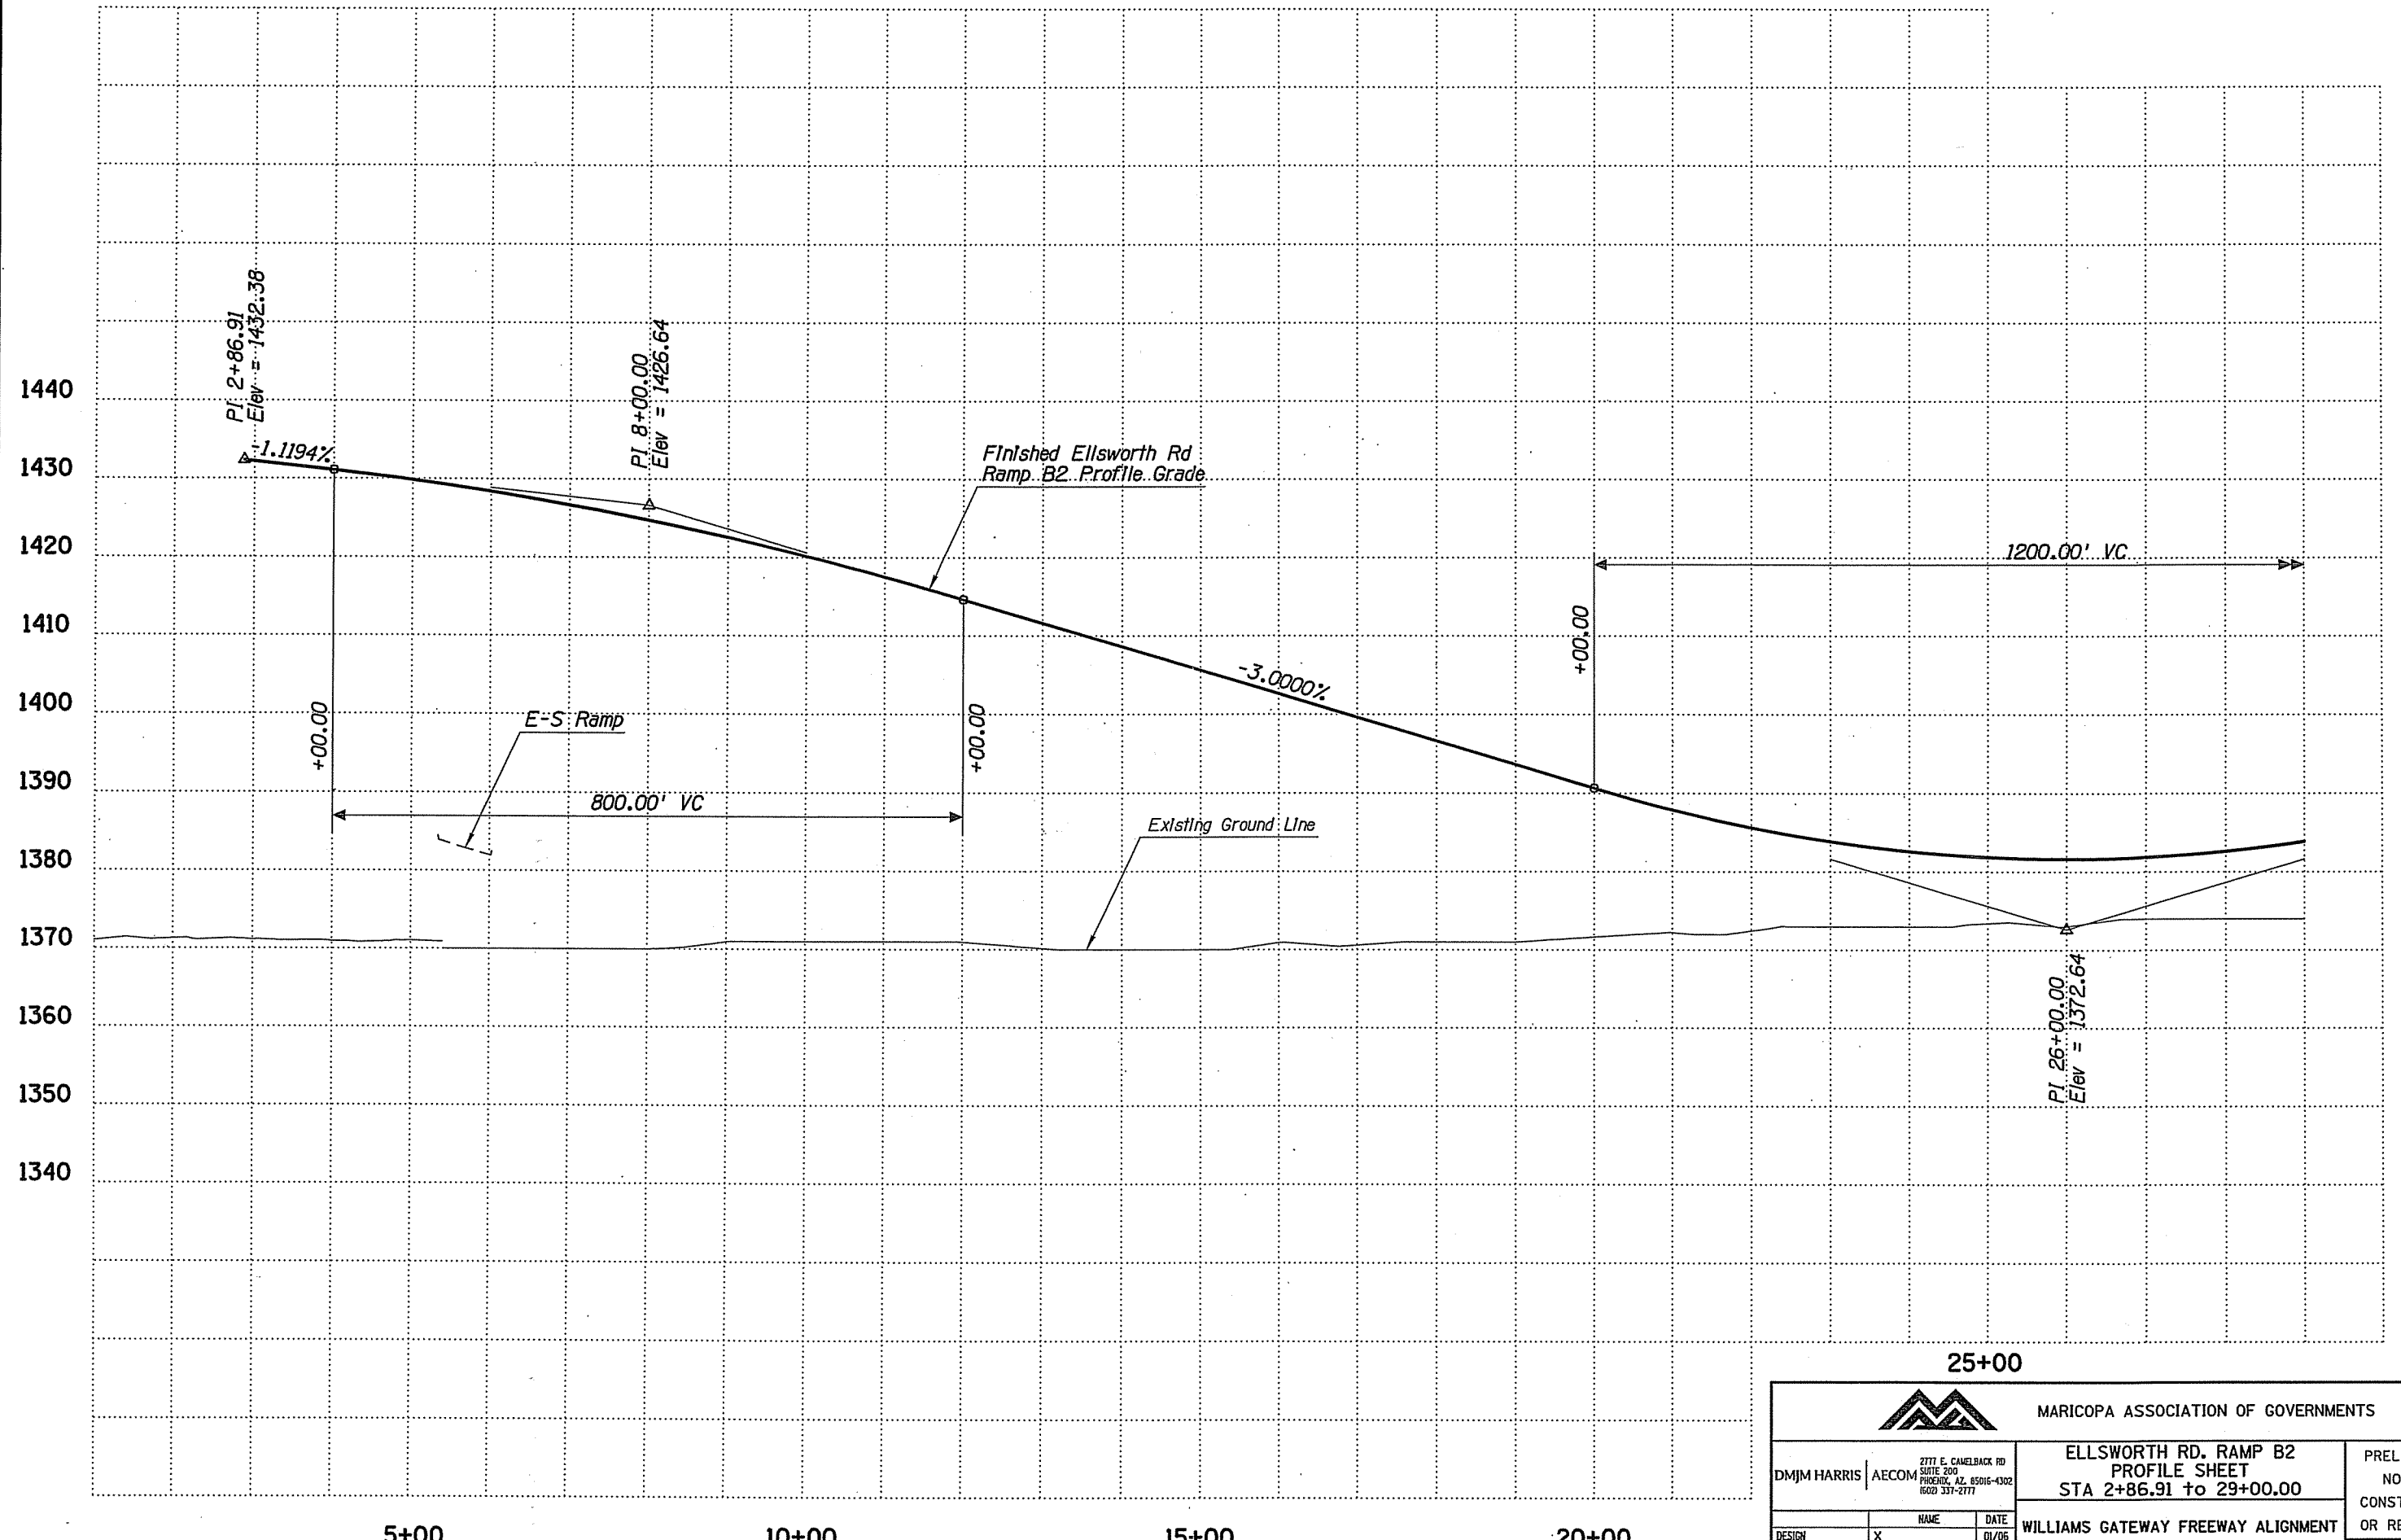 PI 2+86.91
Elev = 1432.38
PI 8+00.00
Elev = 1426.64
1440
1430
1420
1410
1400
1390
1380
1370
1360
1350
1340
-1.1194%
Finished Ellsworth Rd
Ramp B2 Profile Grade
1200.00' VC
+00.00
-3.0000%
+00.00
E-S Ramp
+00.00
800.00' VC
Existing Ground Line
PI 26+00.00
Elev = 1372.64
25+00
5+00
10+00
15+00
20+00
MARICOPA ASSOCIATION OF GOVERNMENTS
DMJM HARRIS AECOM
2777 E. CAMELBACK RD
SUITE 200
PHOENIX, AZ. 85016-4302
(602) 337-2777
ELLSWORTH RD. RAMP B2
PROFILE SHEET
STA 2+86.91 to 29+00.00
PREL
NO
CONST
OR RE
NAME DATE
DESIGN X 01/06
WILLIAMS GATEWAY FREEWAY ALIGNMENT